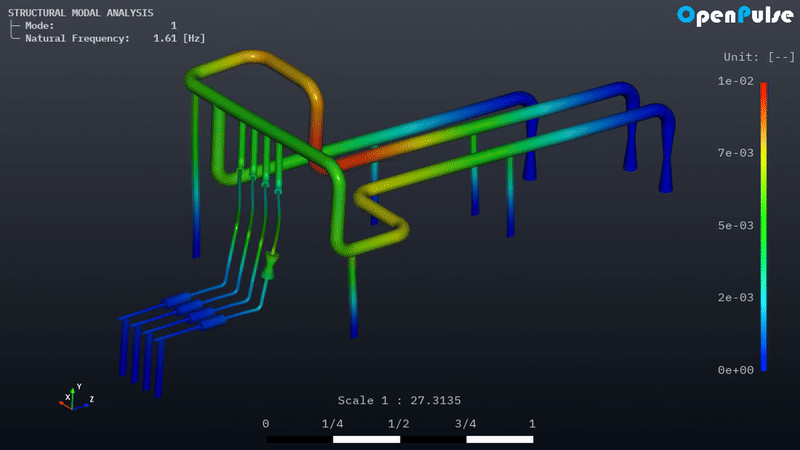 STRUCTURAL MODAL ANALYSIS
Mode: 1
Natural Frequency: 1.61 [Hz]
OpenPulse
Unit: [--]
1e-02
7e-03
5e-03
2e-03
0e+00
Y
X
Z
Scale 1 : 27.3135
0 1/4 1/2 3/4 1